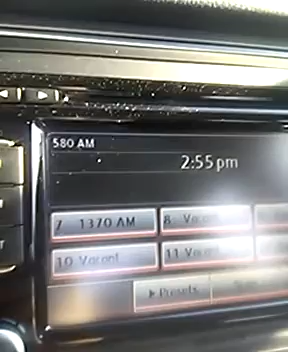 580 AM
2:55 pm
7 1370 AM 8 Vacant
10 Vacant 11 Vacant
Presets